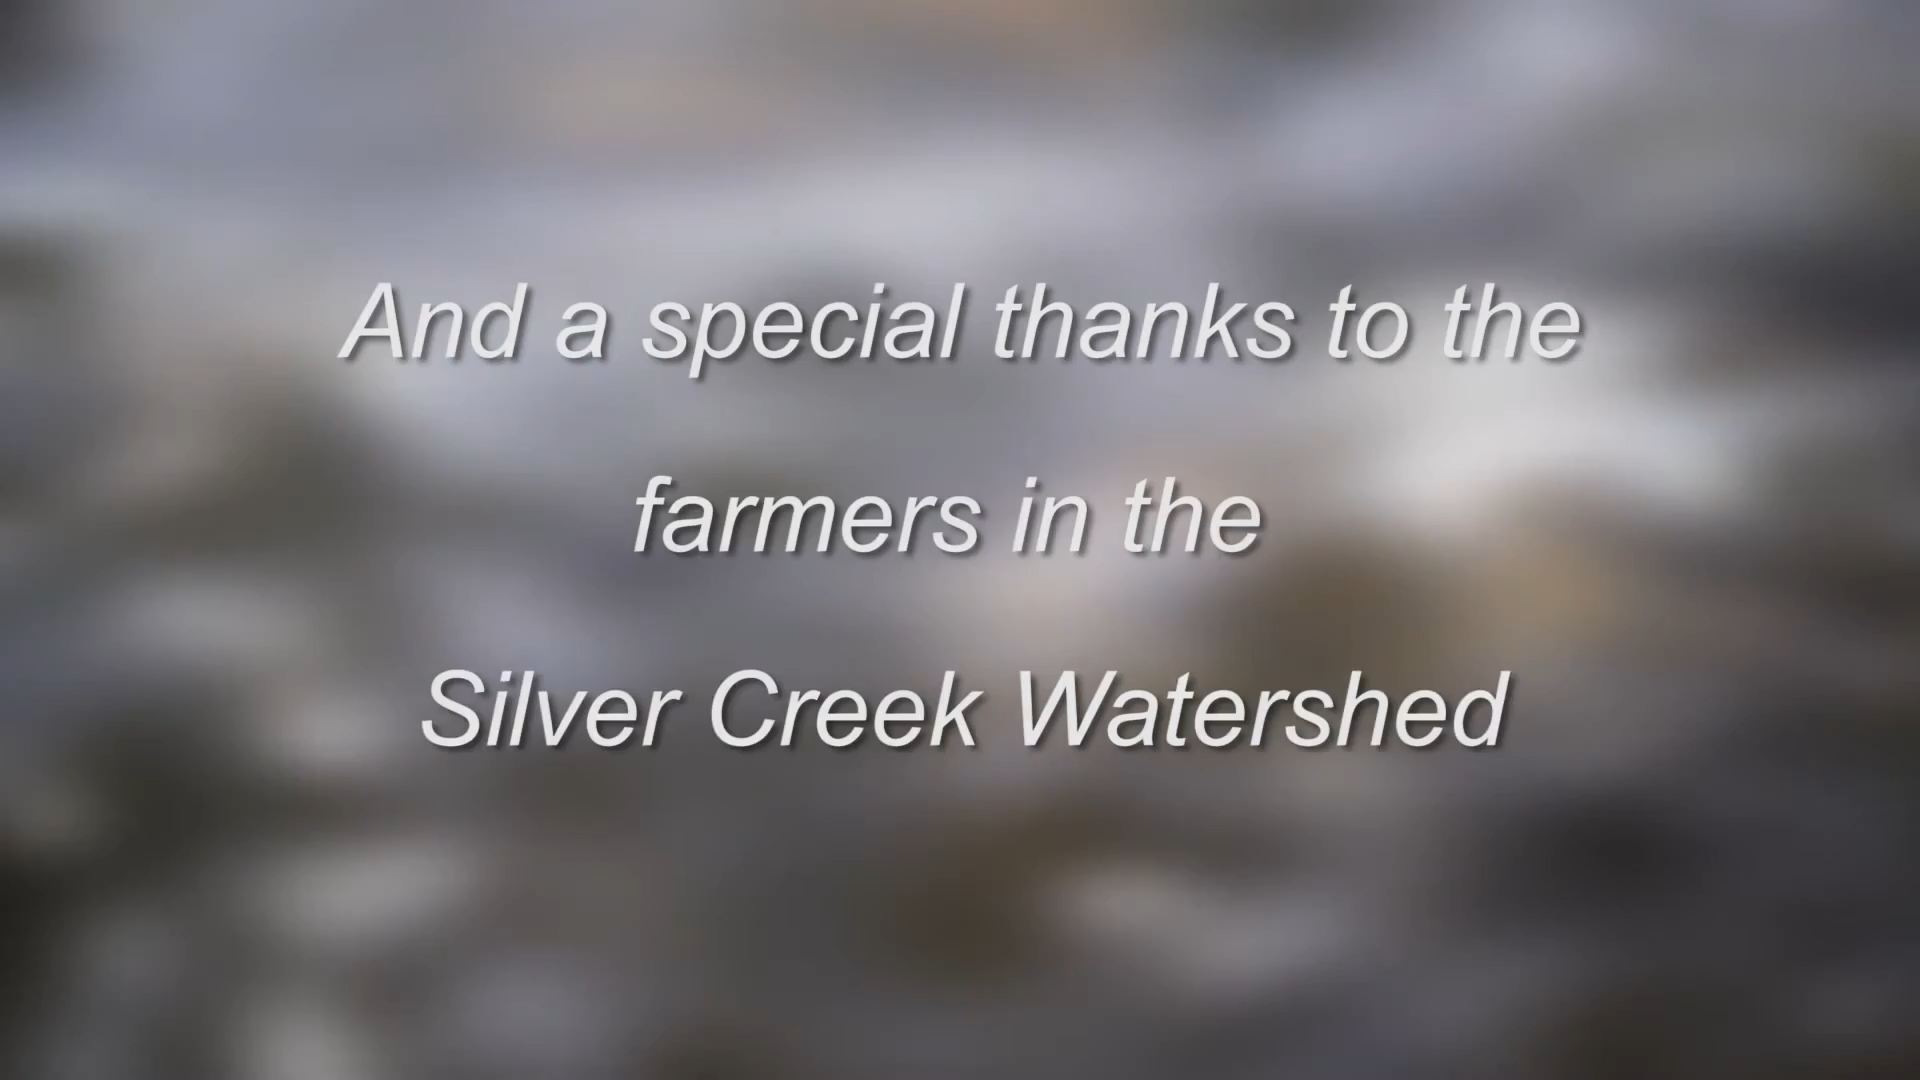 And a special thanks to the
farmers in the
Silver Creek Watershed